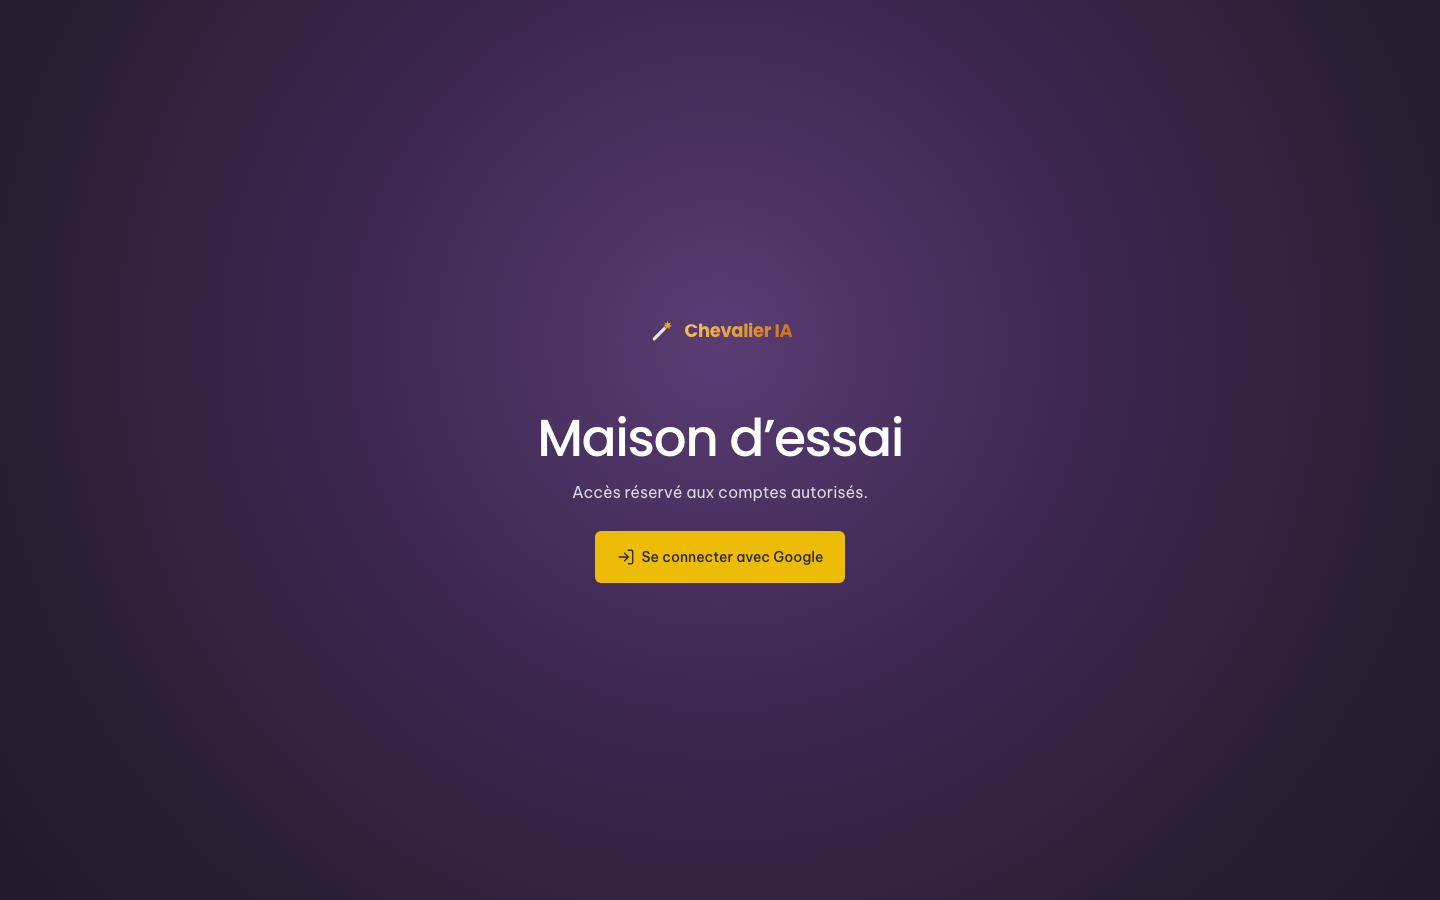 Chevalier IA
Maison d’essai
Accès réservé aux comptes autorisés.
Se connecter avec Google